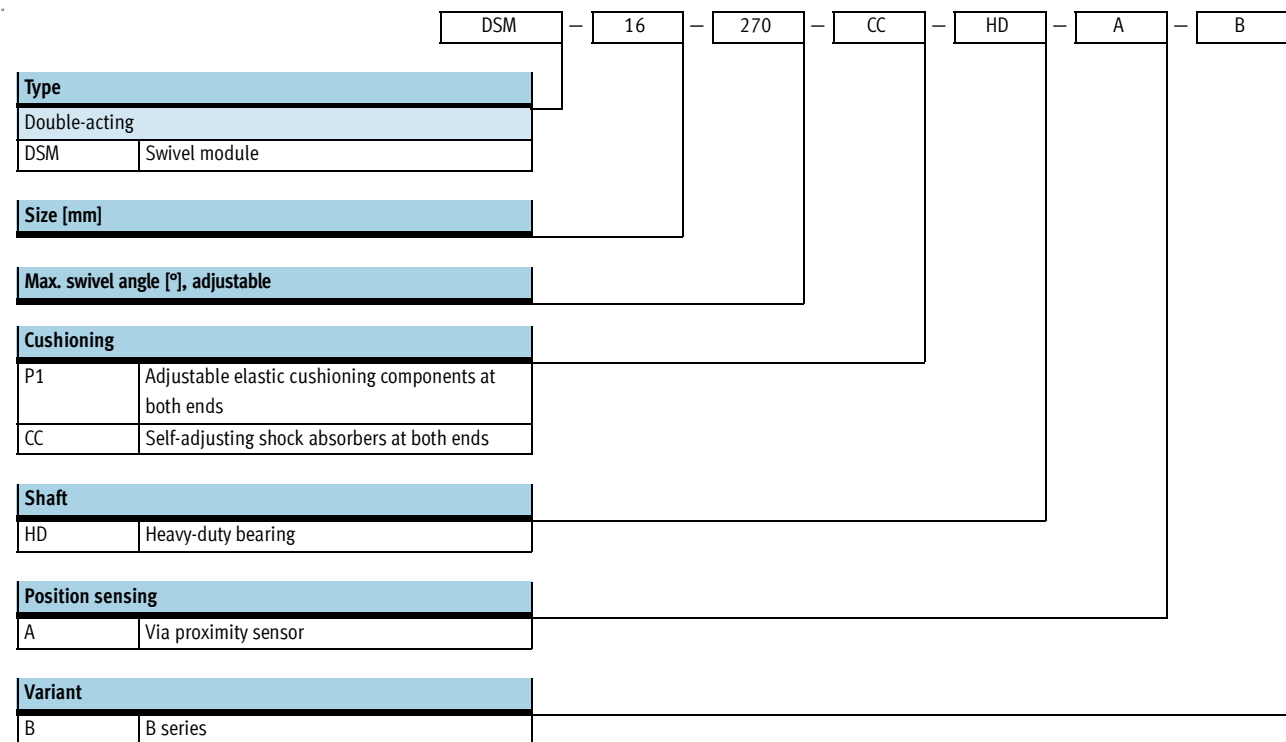 DSM – 16 – 270 – CC – HD – A – B
Type
Double-acting
DSM Swivel module
Size [mm]
Max. swivel angle [°], adjustable
Cushioning
P1 Adjustable elastic cushioning components at
both ends
CC Self-adjusting shock absorbers at both ends
Shaft
HD Heavy-duty bearing
Position sensing
A Via proximity sensor
Variant
B B series